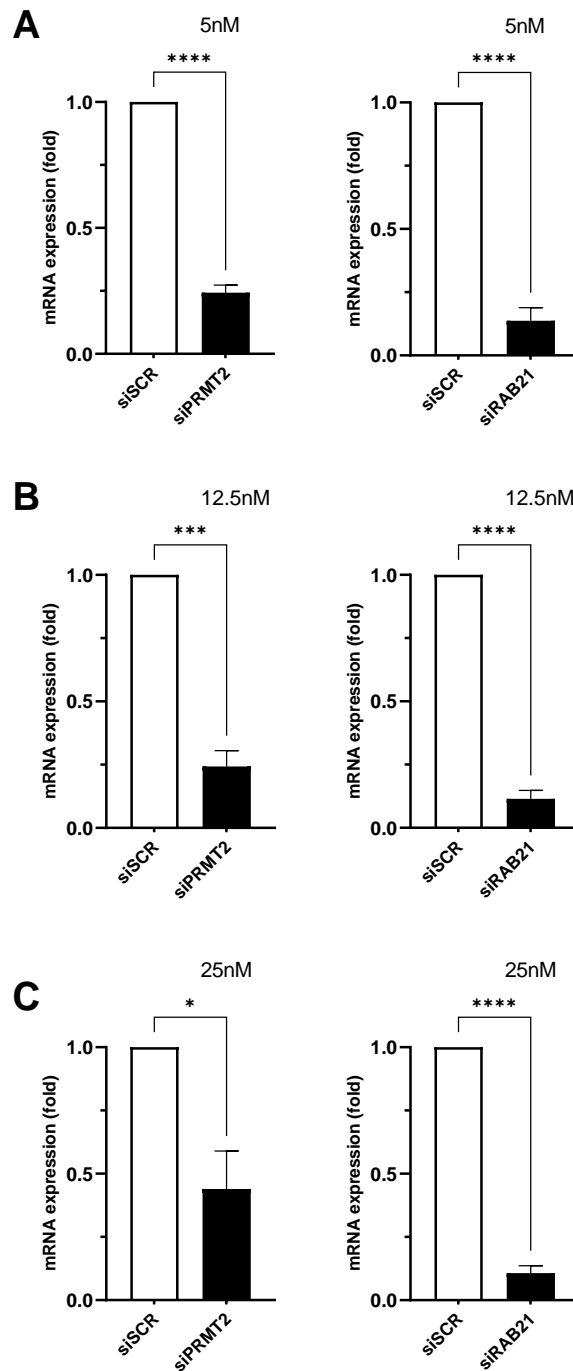 A
5nM
5nM
****
****
mRNA expression (fold)
1.0
0.5
0.0
siSCR
siPRMT2
mRNA expression (fold)
1.0
0.5
0.0
siSCR
siRAB21
B
12.5nM
12.5nM
***
****
mRNA expression (fold)
1.0
0.5
0.0
siSCR
siPRMT2
mRNA expression (fold)
1.0
0.5
0.0
siSCR
siRAB21
C
25nM
25nM
*
****
mRNA expression (fold)
1.0
0.5
0.0
siSCR
siPRMT2
mRNA expression (fold)
1.0
0.5
0.0
siSCR
siRAB21